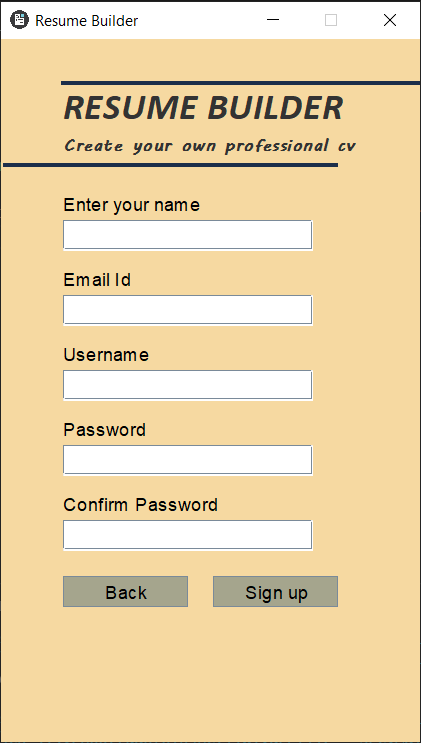 Resume Builder
RESUME BUILDER
Create your own professional cv
Enter your name
Email Id
Username
Password
Confirm Password
Back Sign up